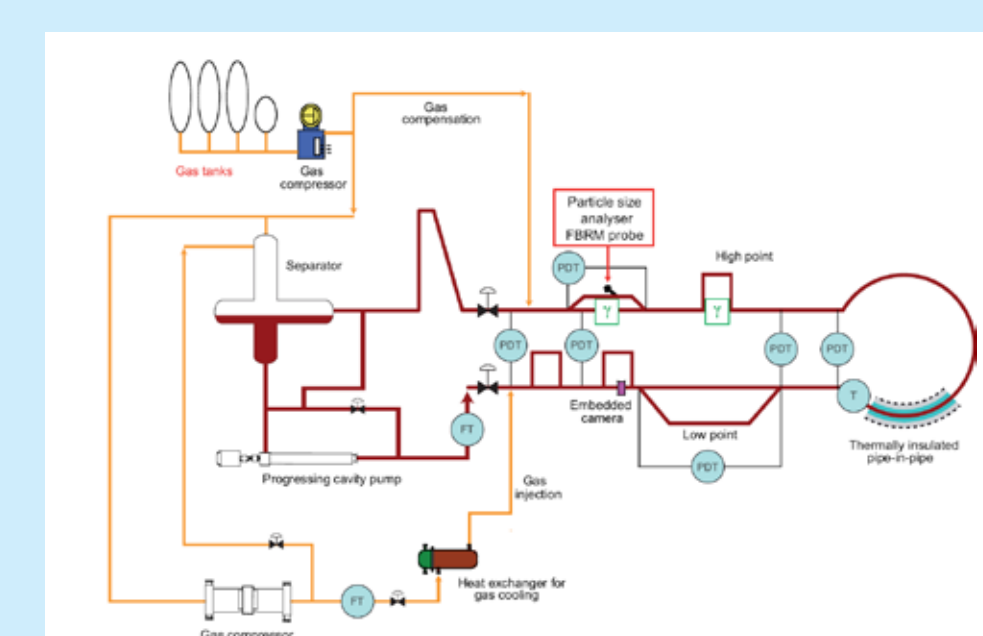 Gas
compensation
Gas tanks
Gas
compressor
Particle size
analyser
FBRM probe
High point
PDT
Separator
γ
γ
PDT
PDT
PDT
PDT
Embedded
camera
T
FT
Low point
Thermally insulated
pipe-in-pipe
PDT
Progressing cavity pump
Gas
injection
Heat exchanger for
gas cooling
FT
Gas compressor